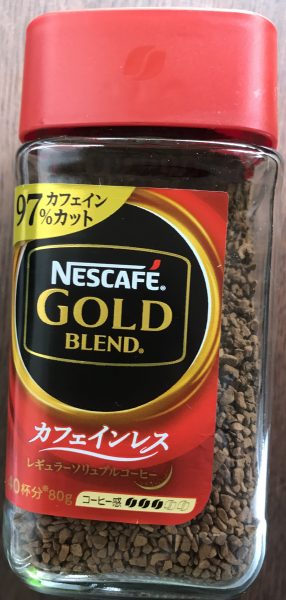 97%
カフェイン
カット
NESCAFÉ®
GOLD
BLEND®
カフェインレス
レギュラーソリュブルコーヒー
40杯分※80g
コーヒー感